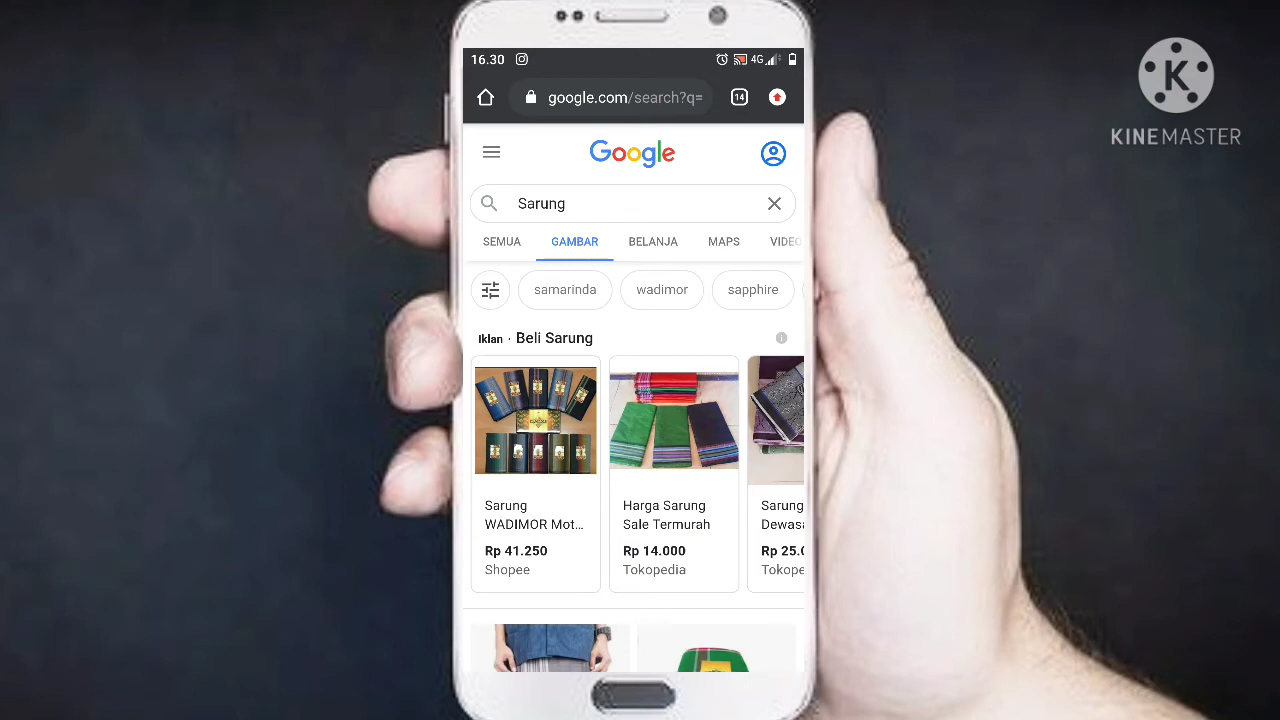 16.30
4G
google.com/search?q=
14
K
KINEMASTER
Google
Sarung
SEMUA
GAMBAR
BELANJA
MAPS
VIDEO
samarinda
wadimor
sapphire
Iklan · Beli Sarung
Sarung
WADIMOR Mot...
Rp 41.250
Shopee
Harga Sarung
Sale Termurah
Rp 14.000
Tokopedia
Sarung
Dewasa
Rp 25.0
Tokope